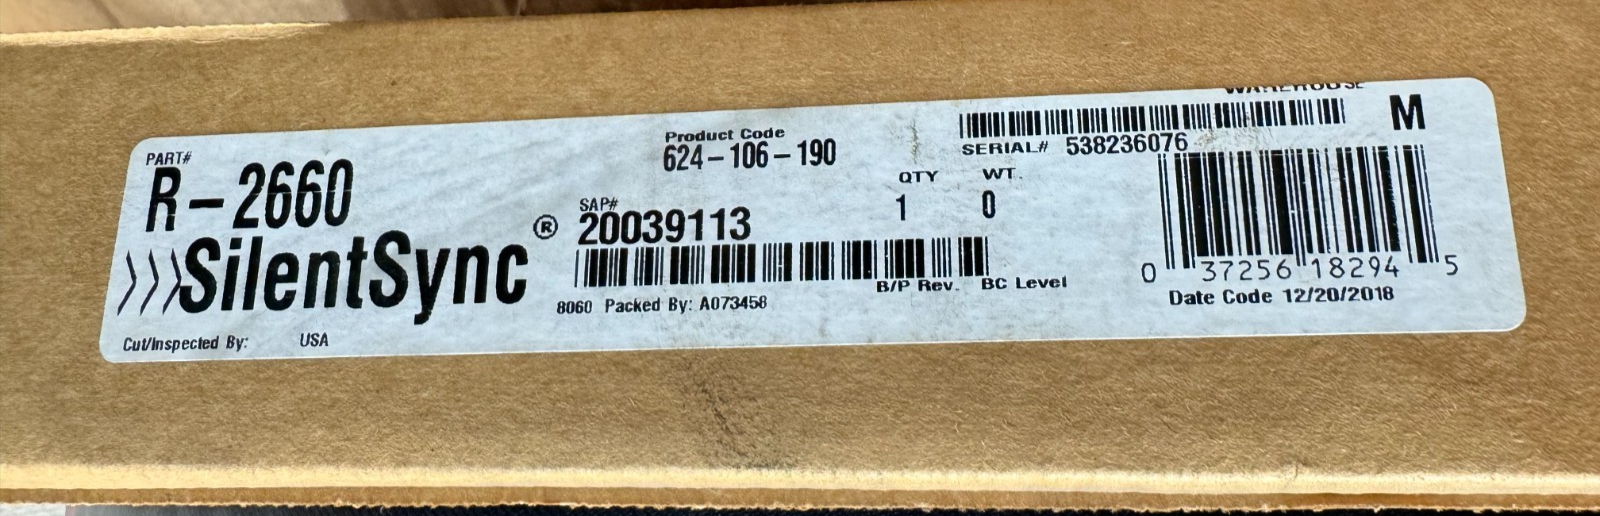 WAREHOUSE
M
PART#
R-2660
>>>SilentSync®
Cut/Inspected By: USA
Product Code
624-106-190
SAP#
20039113
8060 Packed By: A073458
QTY WT.
1 0
B/P Rev. BC Level
SERIAL# 538236076
0 37256 18294 5
Date Code 12/20/2018